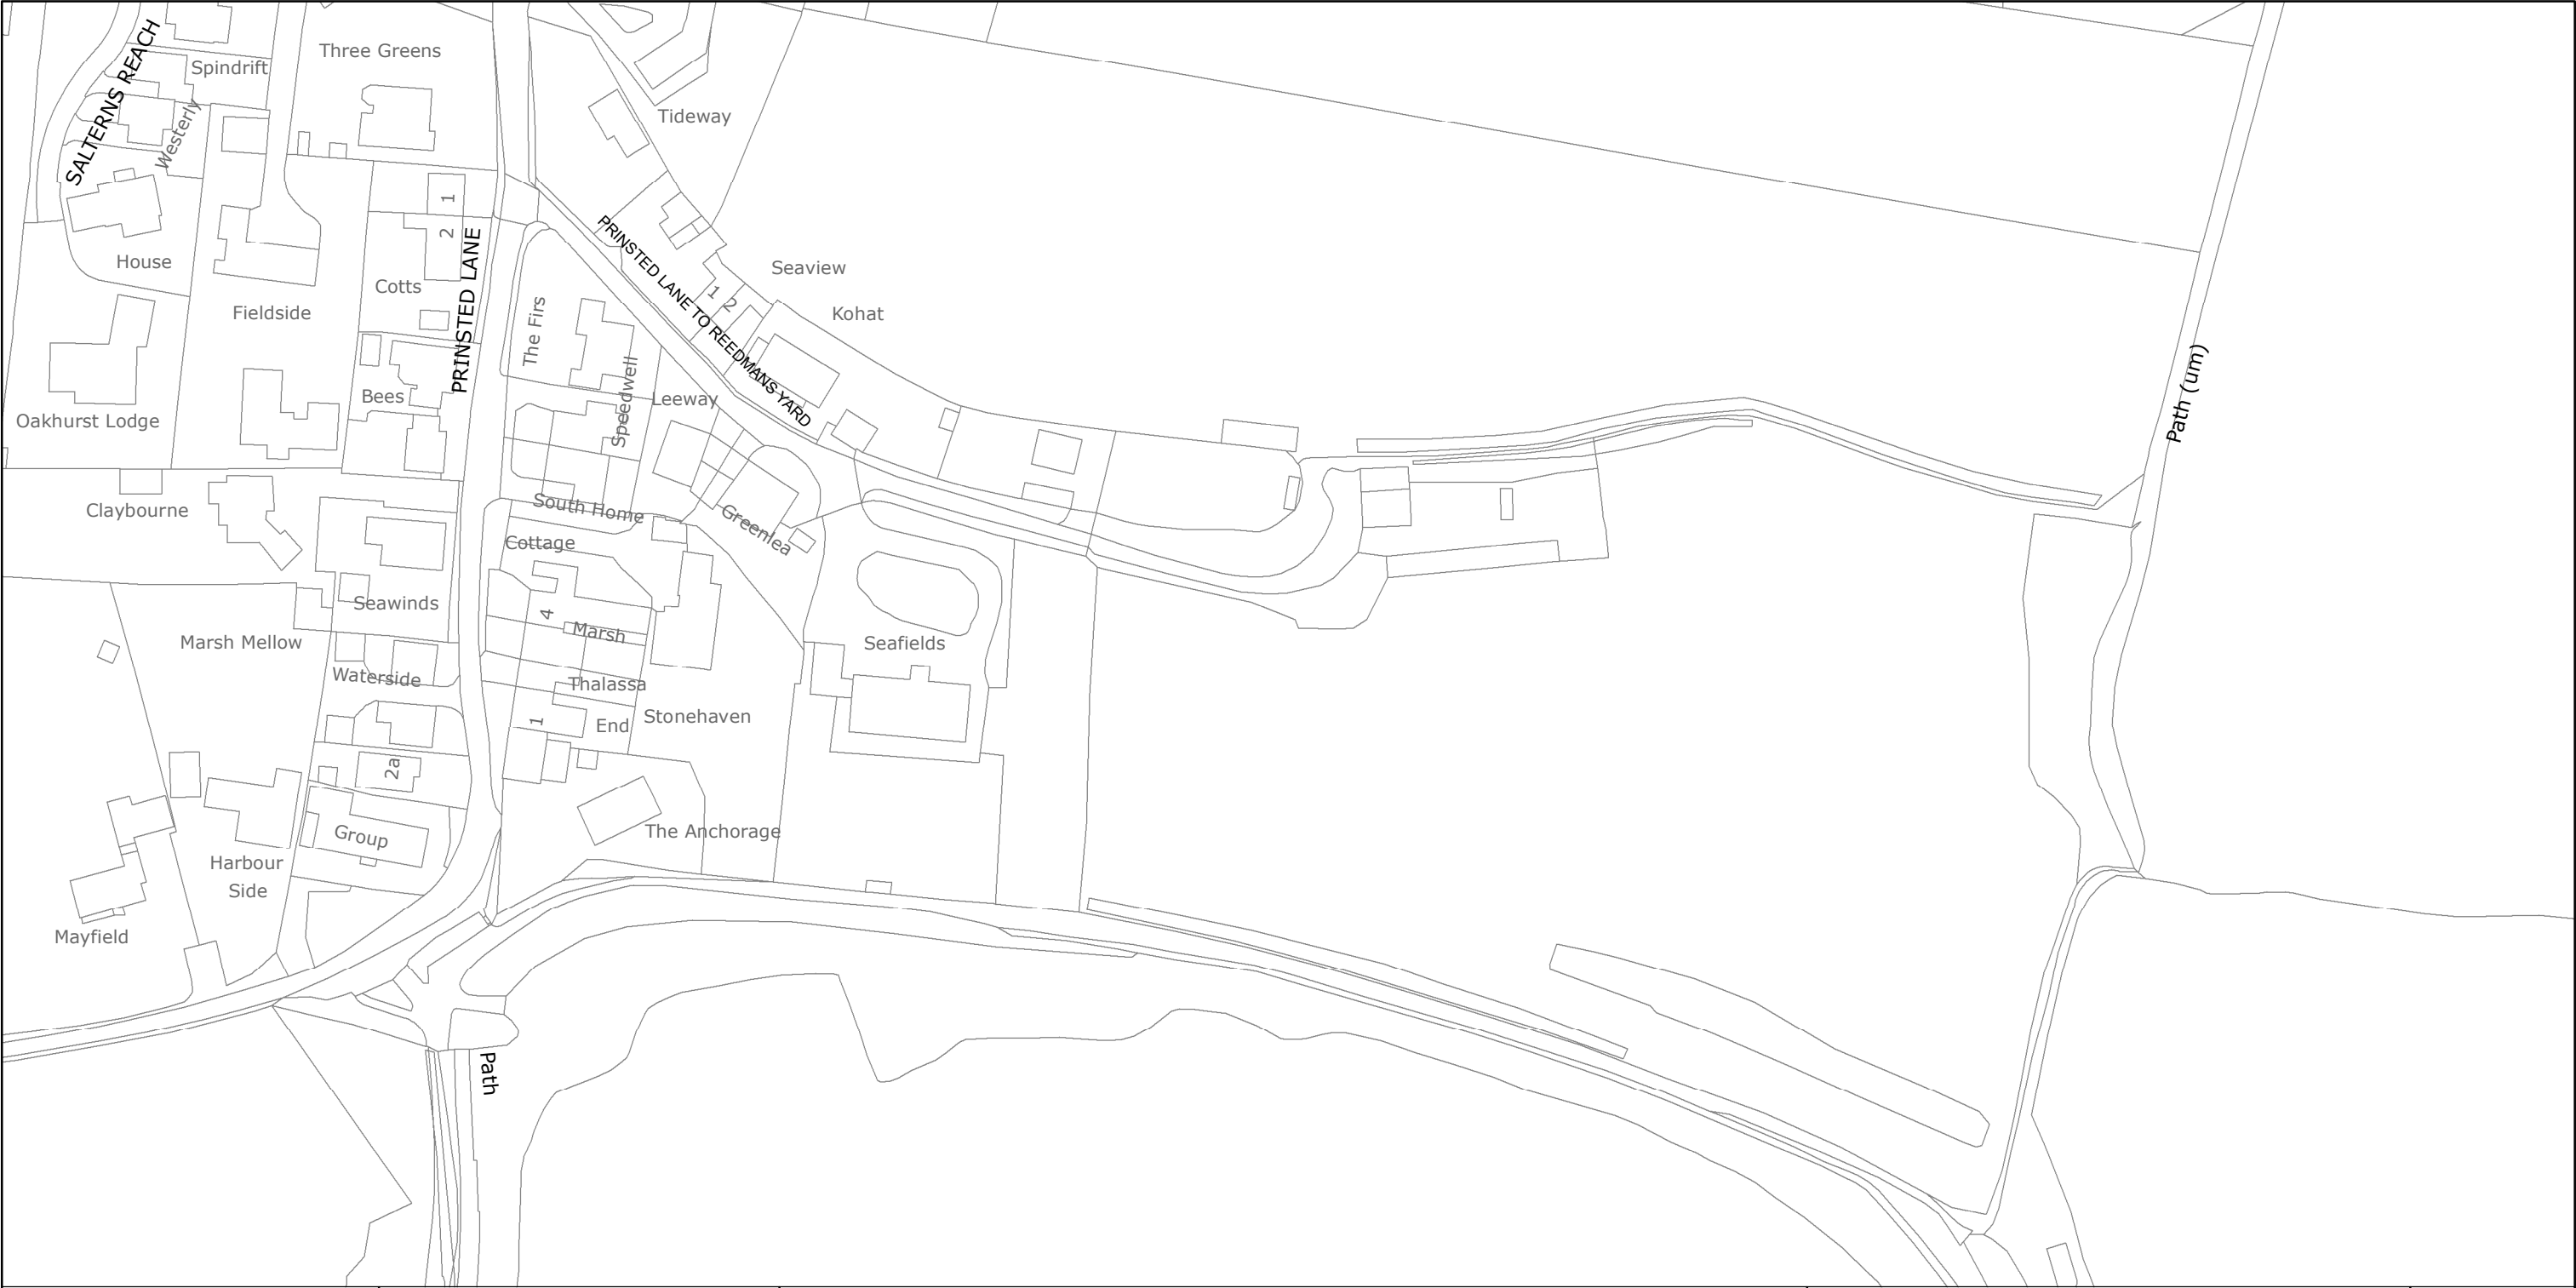 SALTERNS REACH
Three Greens
Spindrift
Tideway
Westerly
1
2
PRINSTED LANE
PRINSTED LANE TO REEDMANS YARD
House
Seaview
Cotts
1
2
Kohat
Fieldside
The Firs
Path (um)
Speedwell
Bees
Leeway
Oakhurst Lodge
Claybourne
South Home
Greenlea
Cottage
Seawinds
4
Marsh
Marsh Mellow
Seafields
Waterside
Thalassa
1
End
Stonehaven
2a
Group
The Anchorage
Harbour
Side
Mayfield
Path